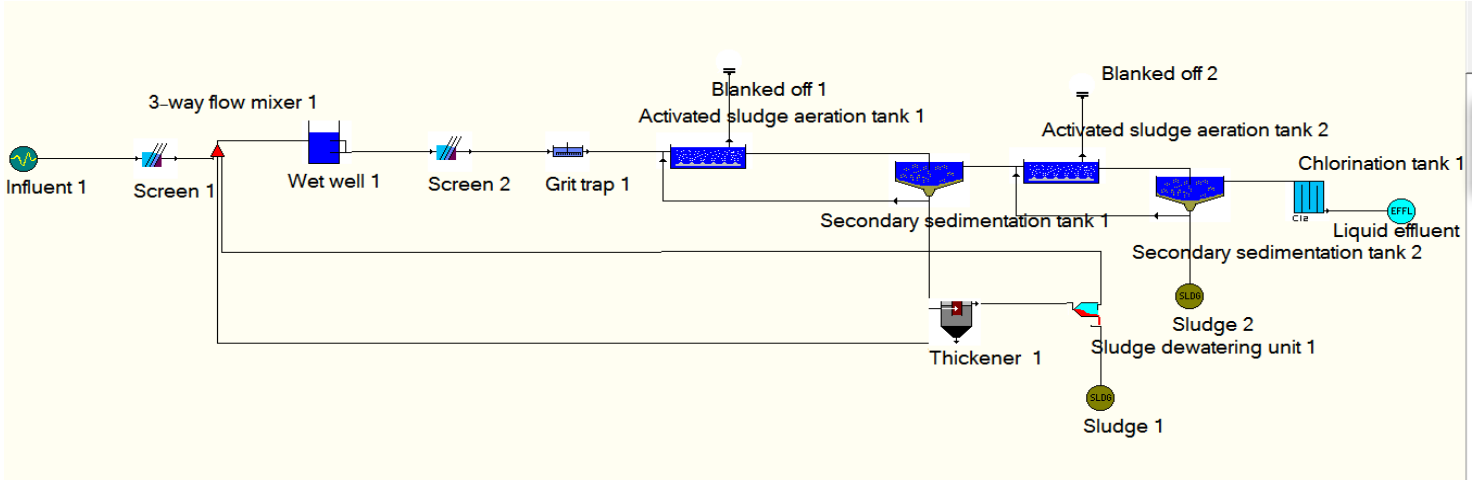 Blanked off 2
Blanked off 1
3-way flow mixer 1
Activated sludge aeration tank 1
Activated sludge aeration tank 2
Chlorination tank 1
Influent 1
Screen 1
Wet well 1
Screen 2
Grit trap 1
Cl2
EFFL
Secondary sedimentation tank 1
Liquid effluent
Secondary sedimentation tank 2
SLDG
Sludge 2
Sludge dewatering unit 1
Thickener 1
SLDG
Sludge 1